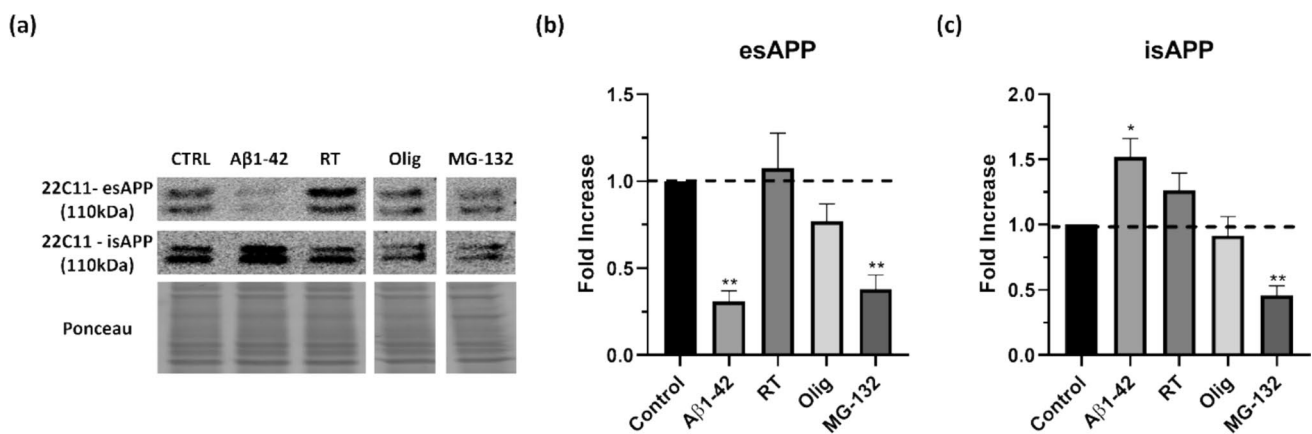 (a)
CTRL Aβ1-42 RT Olig MG-132
22C11- esAPP
(110kDa)
22C11 - isAPP
(110kDa)
Ponceau
(b)
esAPP
Fold Increase
1.5
1.0
0.5
0.0
**
**
Control
Aβ1-42
RT
Olig
MG-132
(c)
isAPP
Fold Increase
2.0
1.5
1.0
0.5
0.0
*
**
Control
Aβ1-42
RT
Olig
MG-132